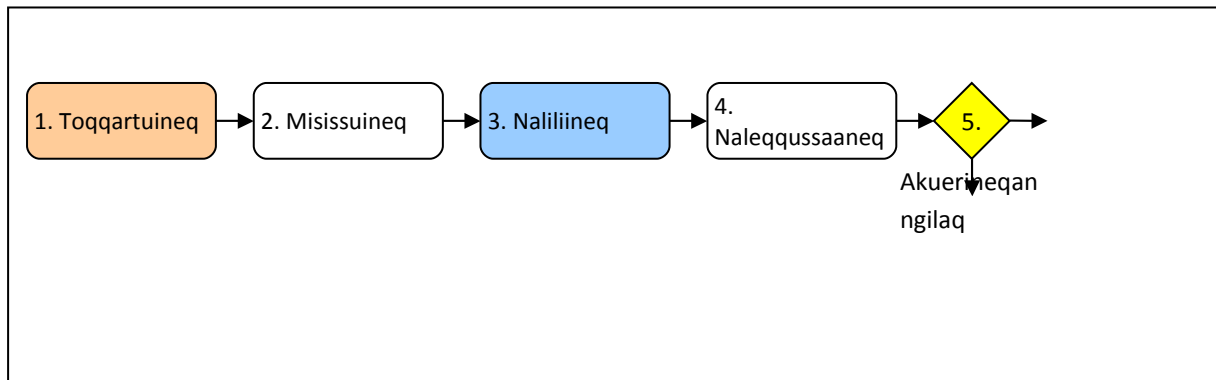 1. Toqqartuineq
2. Misissuineq
3. Naliliineq
4.
Naleqqussaaneq
5.
Akuerineqan
ngilaq